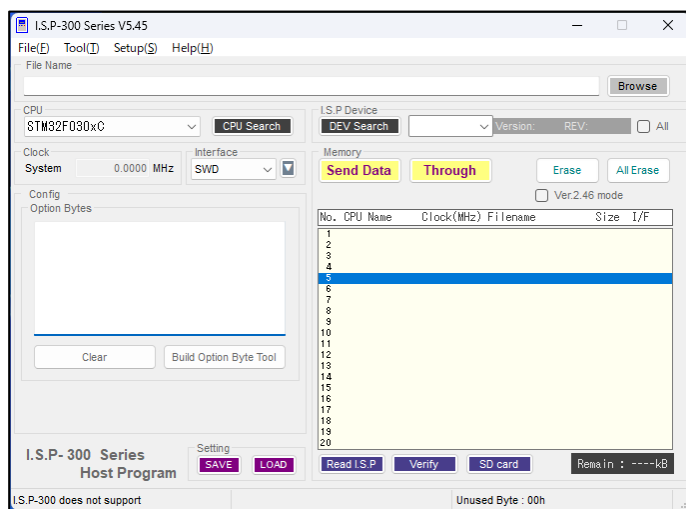 I.S.P-300 Series V5.45
File(F) Tool(T) Setup(S) Help(H)
File Name
Browse
CPU
STM32F030xC
CPU Search
I.S.P Device
DEV Search
Version:
REV:
All
Clock
System 0.0000 MHz
Interface
SWD
Memory
Send Data
Through
Erase
All Erase
Ver.2.46 mode
Config
Option Bytes
Clear
Build Option Byte Tool
No. CPU Name Clock(MHz) Filename Size I/F
1
2
3
4
5
6
7
8
9
10
11
12
13
14
15
16
17
18
19
20
I.S.P- 300 Series
Host Program
Setting
SAVE
LOAD
Read I.S.P
Verify
SD card
Remain : ----kB
I.S.P-300 does not support
Unused Byte : 00h